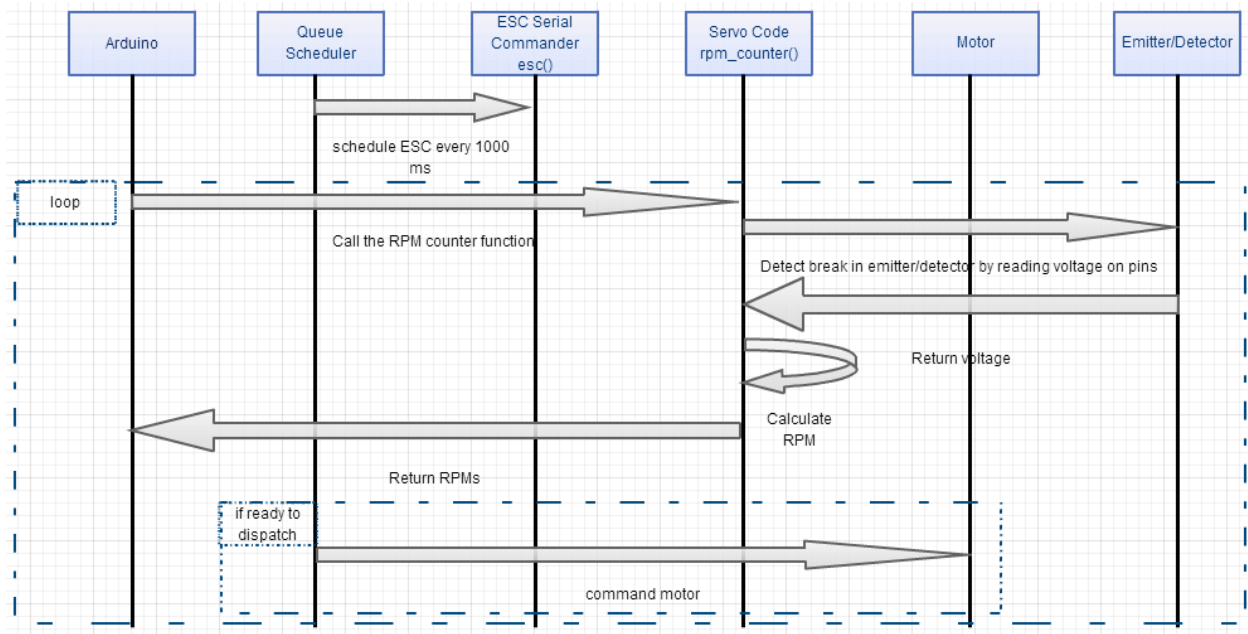 Arduino
Queue
Scheduler
ESC Serial
Commander
esc()
Servo Code
rpm_counter()
Motor
Emitter/Detector
schedule ESC every 1000
ms
loop
Call the RPM counter function
Detect break in emitter/detector by reading voltage on pins
Return voltage
Calculate
RPM
Return RPMs
if ready to
dispatch
command motor